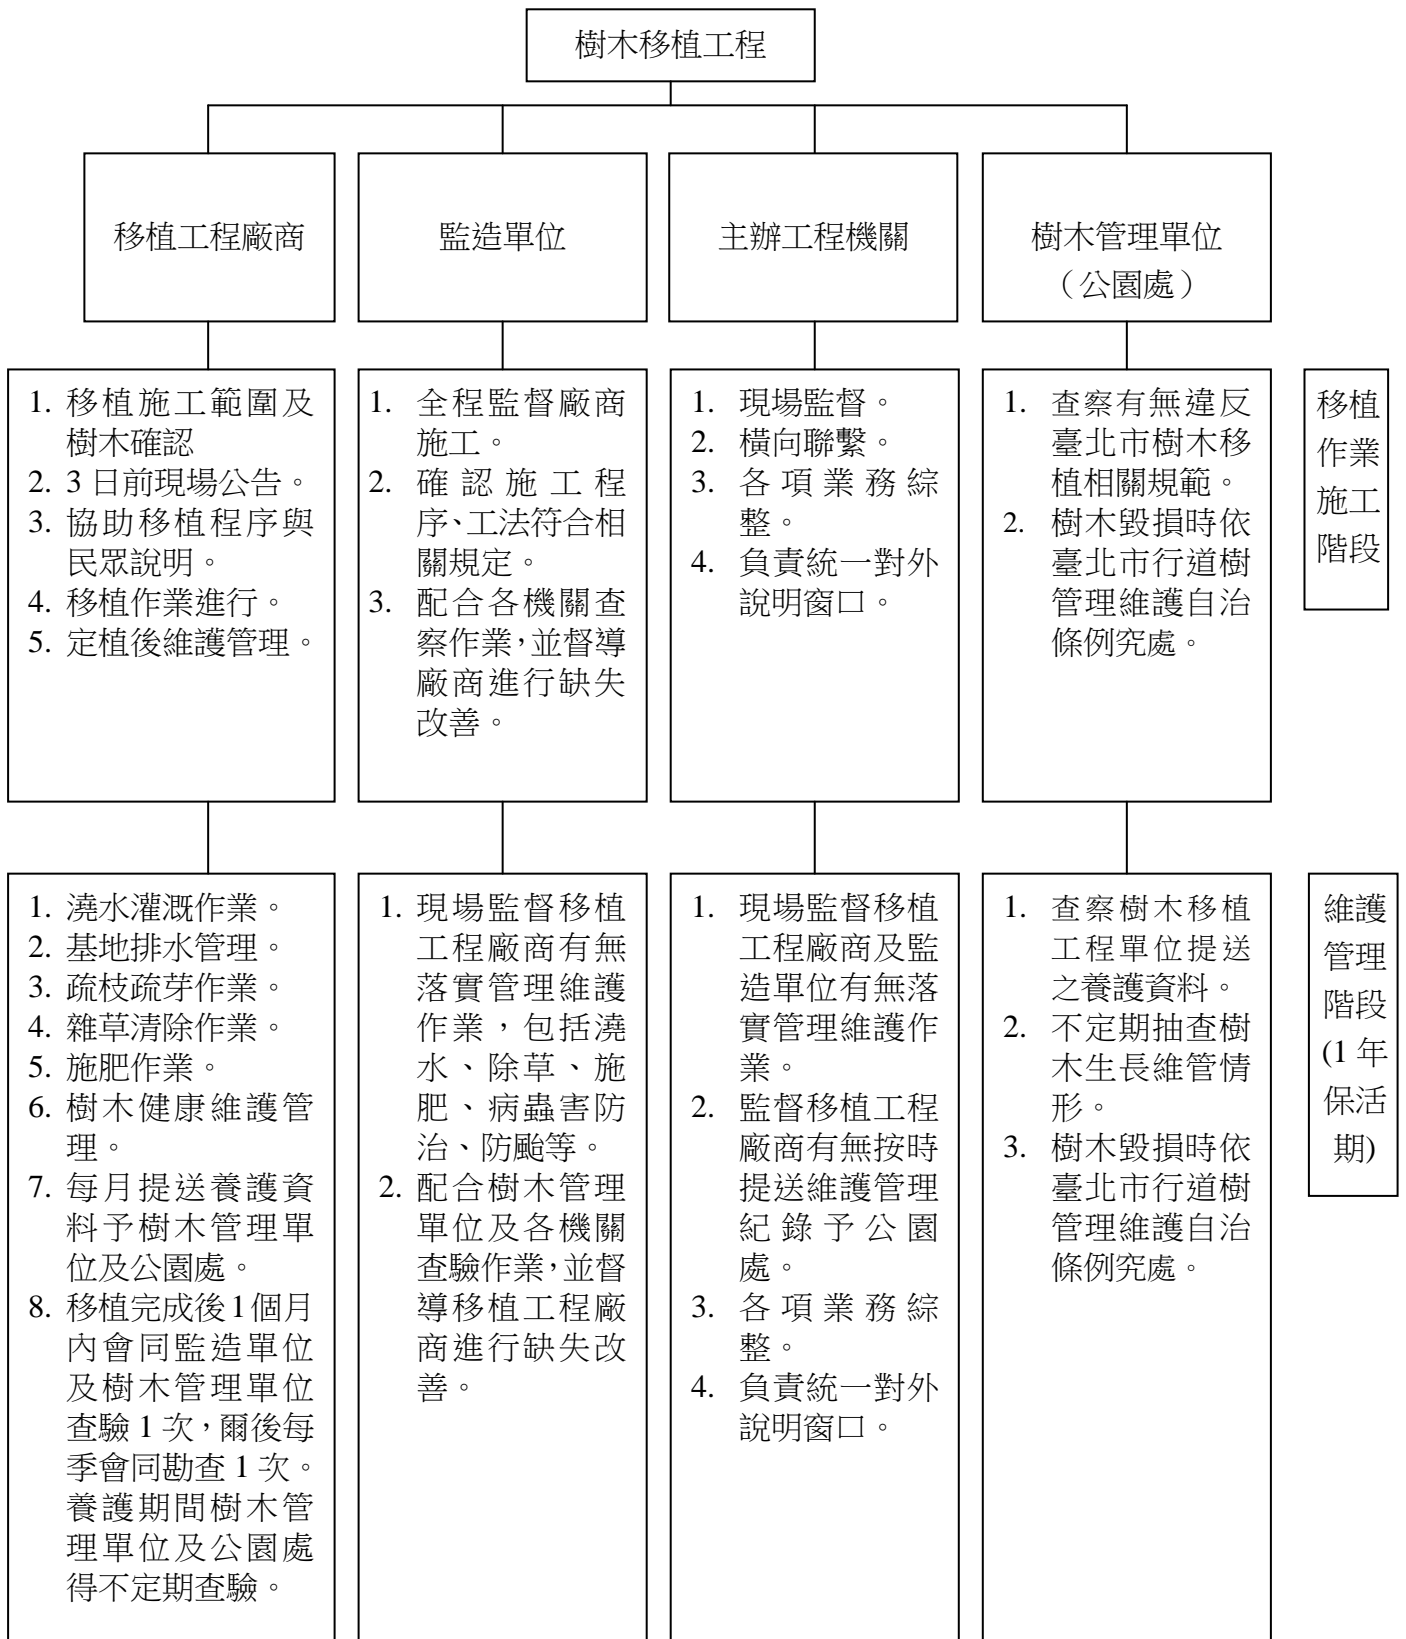 樹木移植工程
移植工程廠商
監造單位
主辦工程機關
樹木管理單位
（公園處）
1. 移植施工範圍及
樹木確認
2. 3 日前現場公告。
3. 協助移植程序與
民眾說明。
4. 移植作業進行。
5. 定植後維護管理。
1. 全程監督廠商
施工。
2. 確認施工程
序、工法符合相
關規定。
3. 配合各機關查
察作業，並督導
廠商進行缺失
改善。
1. 現場監督。
2. 橫向聯繫。
3. 各項業務綜
整。
4. 負責統一對外
說明窗口。
1. 查察有無違反
臺北市樹木移
植相關規範。
2. 樹木毀損時依
臺北市行道樹
管理維護自治
條例究處。
移植
作業
施工
階段
1. 澆水灌溉作業。
2. 基地排水管理。
3. 疏枝疏芽作業。
4. 雜草清除作業。
5. 施肥作業。
6. 樹木健康維護管
理。
7. 每月提送養護資
料予樹木管理單
位及公園處。
8. 移植完成後 1 個月
內會同監造單位
及樹木管理單位
查驗 1 次，爾後每
季會同勘查 1 次。
養護期間樹木管
理單位及公園處
得不定期查驗。
1. 現場監督移植
工程廠商有無
落實管理維護
作業，包括澆
水、除草、施
肥、病蟲害防
治、防颱等。
2. 配合樹木管理
單位及各機關
查驗作業，並督
導移植工程廠
商進行缺失改
善。
1. 現場監督移植
工程廠商及監
造單位有無落
實管理維護作
業。
2. 監督移植工程
廠商有無按時
提送維護管理
紀錄予公園
處。
3. 各項業務綜
整。
4. 負責統一對外
說明窗口。
1. 查察樹木移植
工程單位提送
之養護資料。
2. 不定期抽查樹
木生長維管情
形。
3. 樹木毀損時依
臺北市行道樹
管理維護自治
條例究處。
維護
管理
階段
(1 年
保活
期)